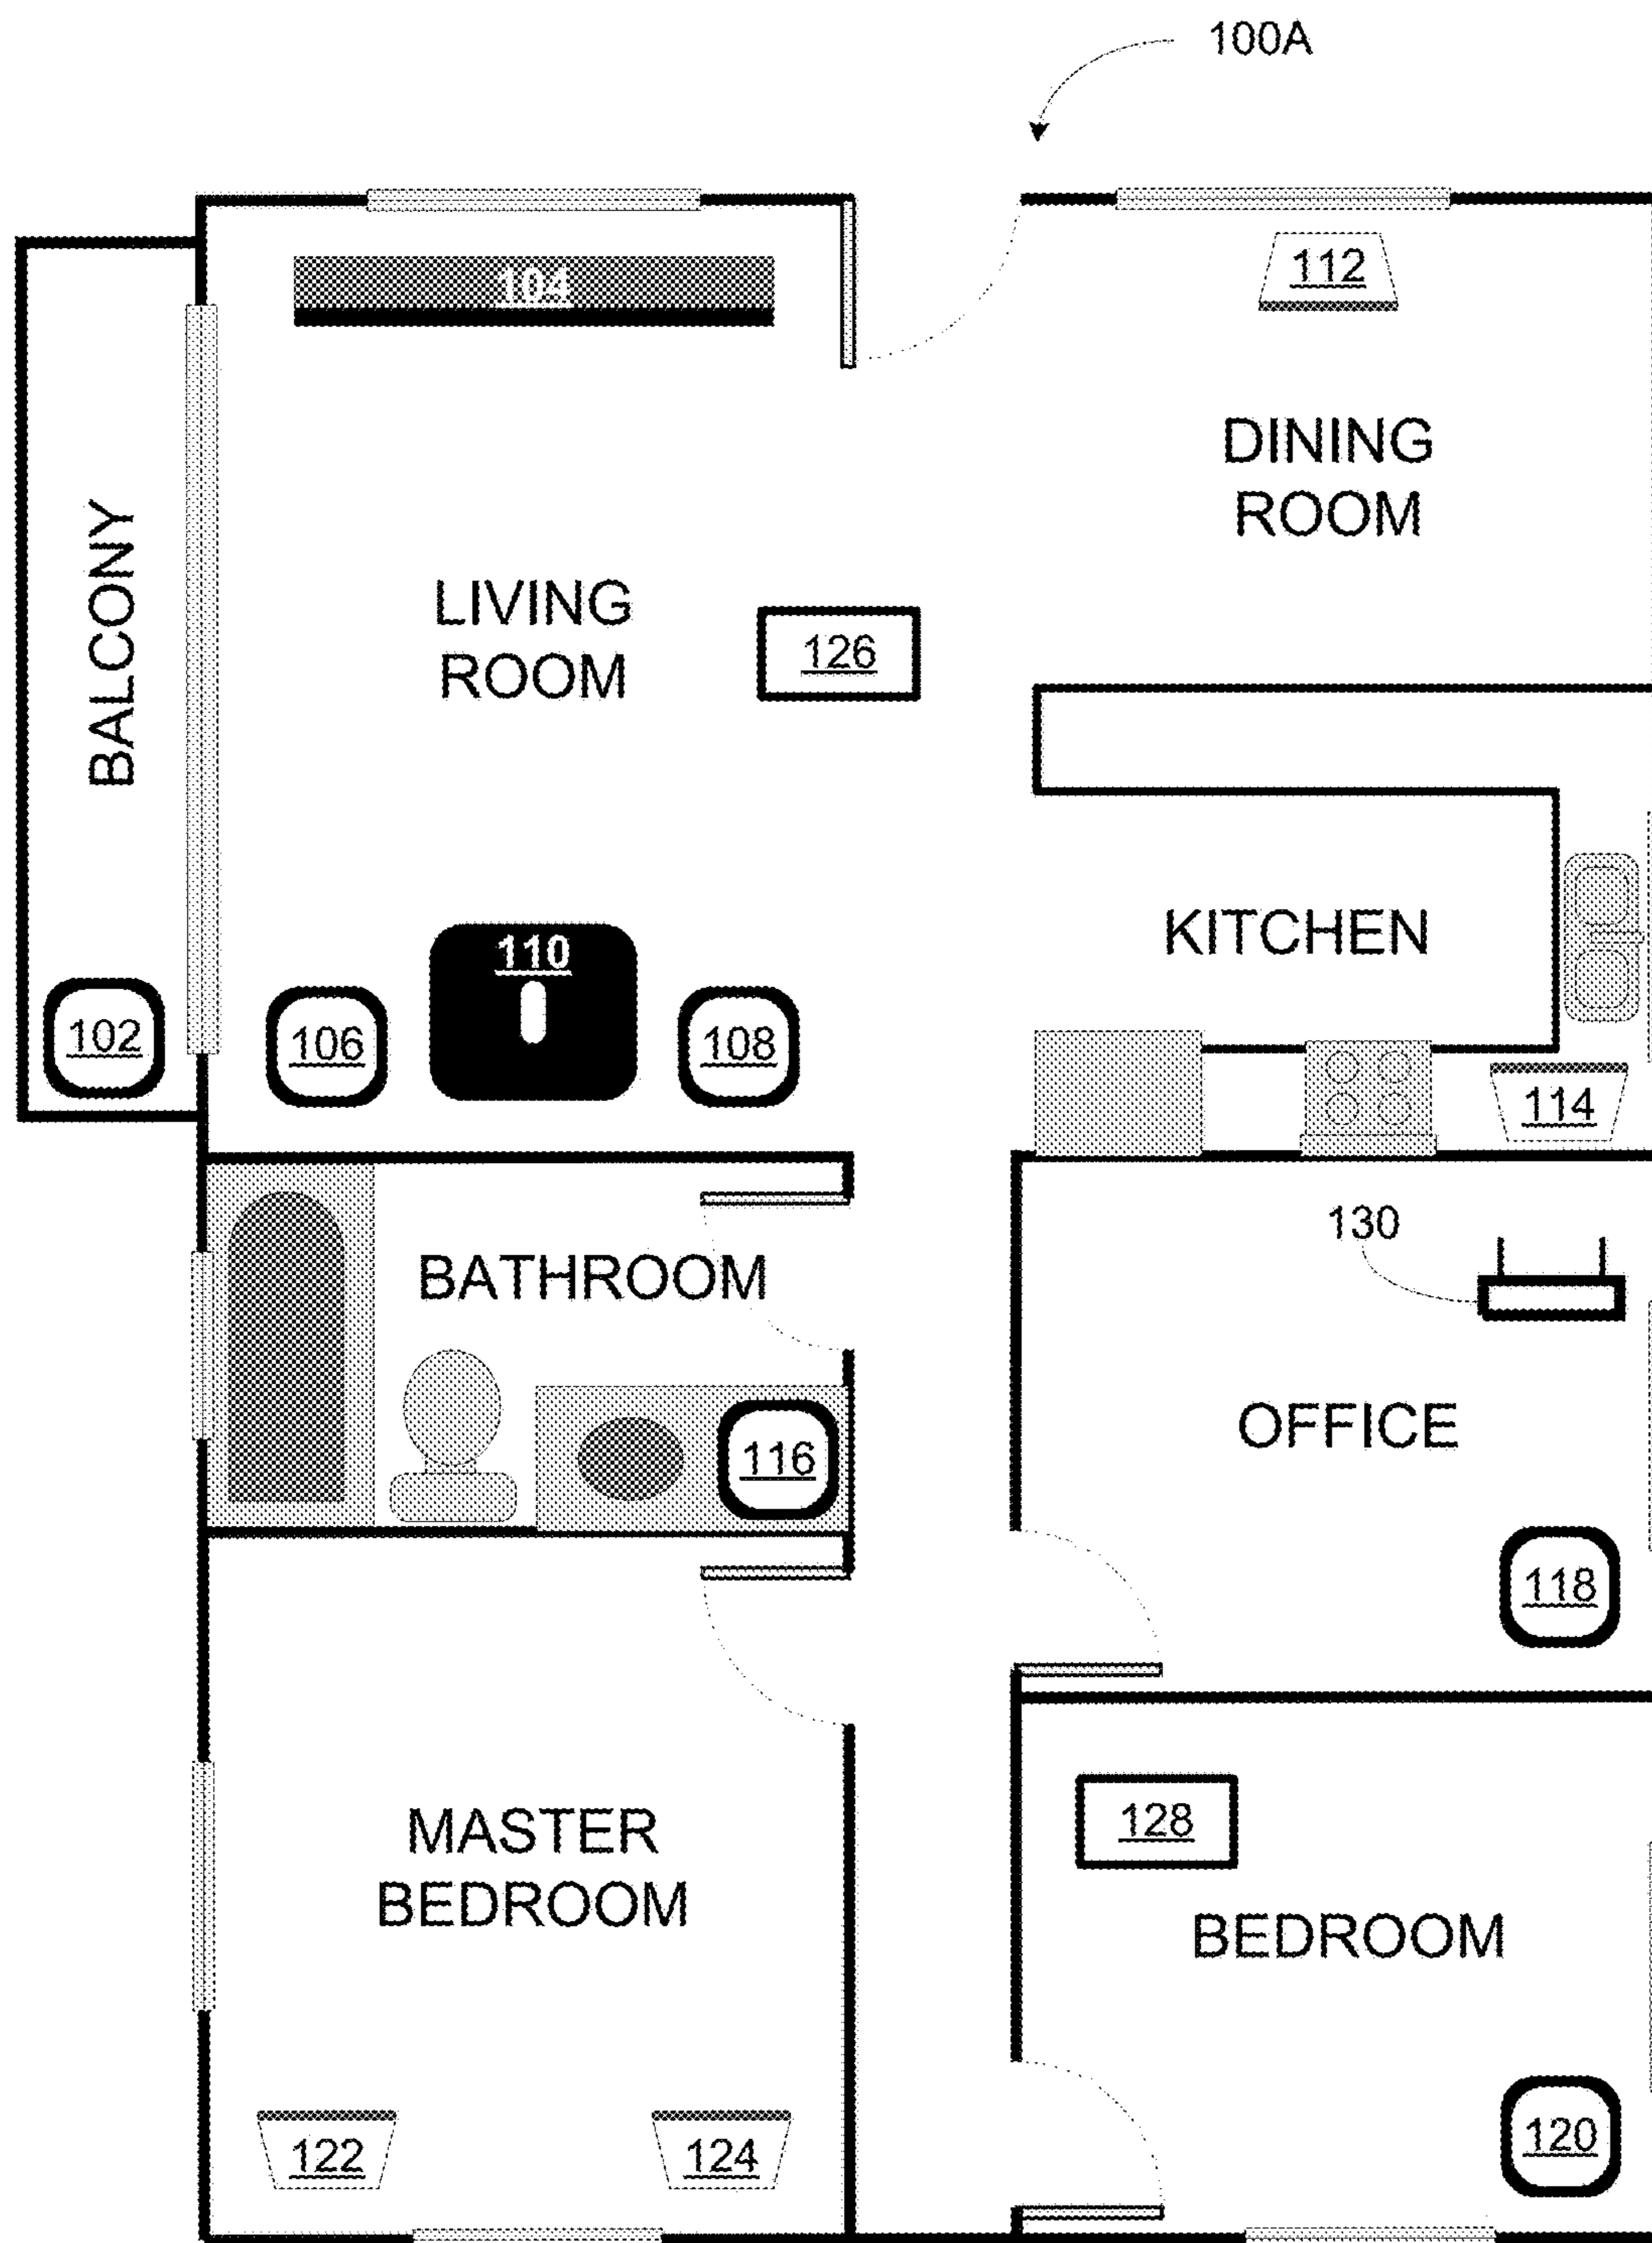 100A
104
112
DINING
ROOM
BALCONY
LIVING
ROOM
126
KITCHEN
110
102
106
108
114
130
BATHROOM
OFFICE
116
118
MASTER
BEDROOM
128
BEDROOM
122
124
120